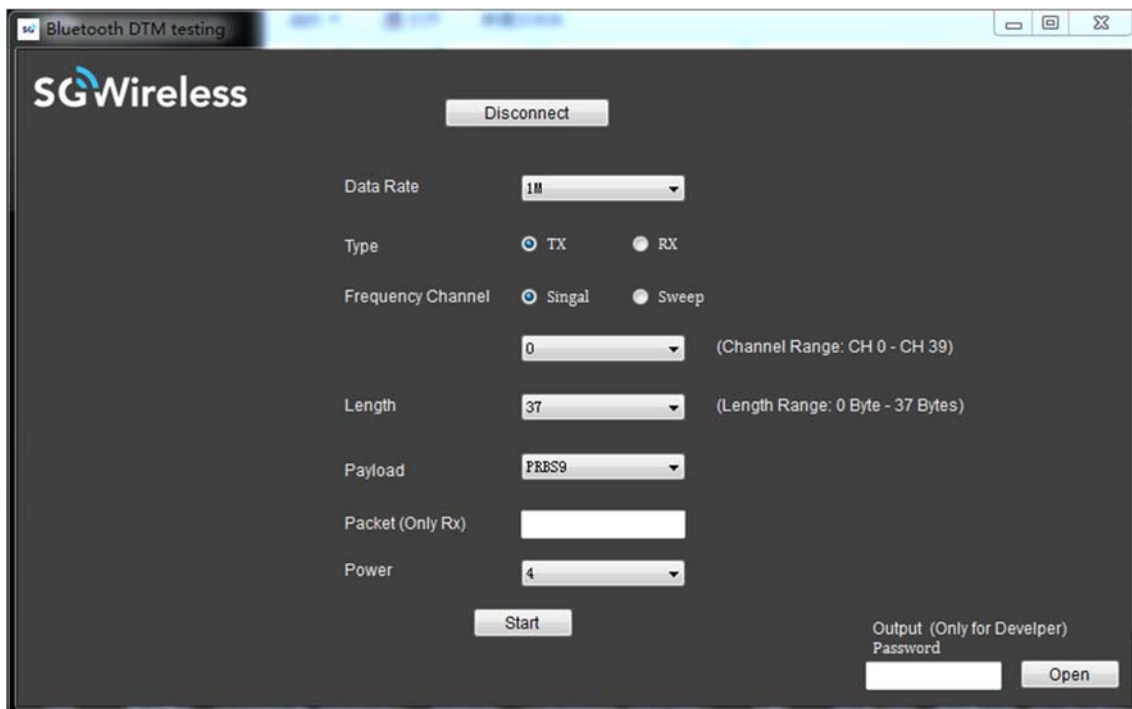 SG Bluetooth DTM testing
SGWireless
Disconnect
Data Rate 1M
Type TX RX
Frequency Channel Singal Sweep
0 (Channel Range: CH 0 - CH 39)
Length 37 (Length Range: 0 Byte - 37 Bytes)
Payload PRBS9
Packet (Only Rx)
Power 4
Start
Output (Only for Develper)
Password
Open